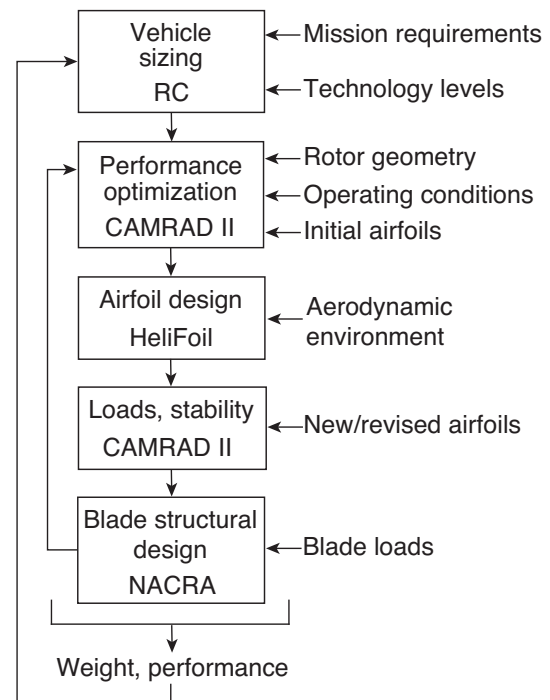 Vehicle
sizing
RC
Mission requirements
Technology levels
Performance
optimization
CAMRAD II
Rotor geometry
Operating conditions
Initial airfoils
Airfoil design
HeliFoil
Aerodynamic
environment
Loads, stability
CAMRAD II
New/revised airfoils
Blade structural
design
NACRA
Blade loads
Weight, performance